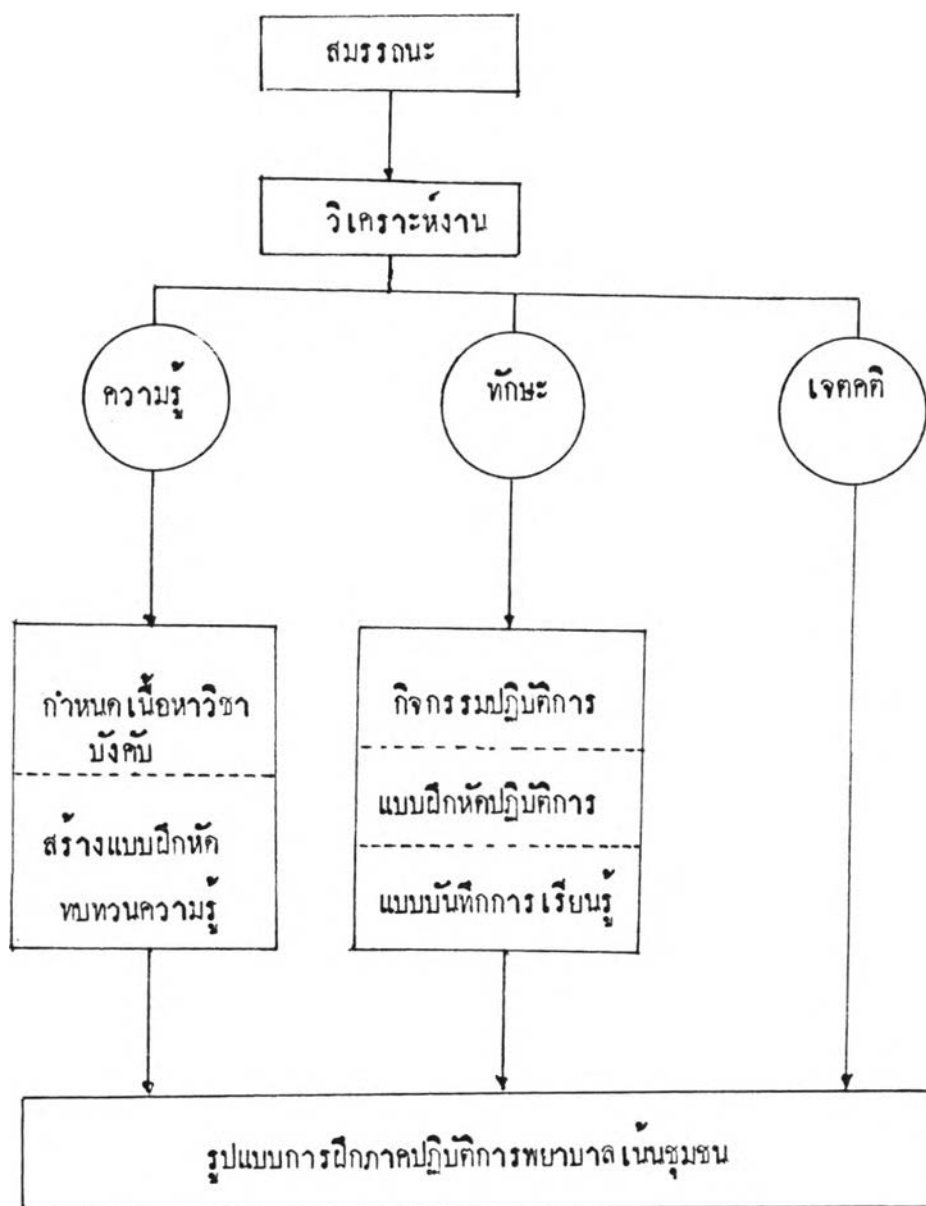 สมรรถนะ
วิเคราะห์งาน
ความรู้
ทักษะ
เจตคติ
กำหนดเนื้อหาวิชา
บังคับ
สร้างแบบฝึกหัด
ทบทวนความรู้
กิจกรรมปฏิบัติการ
แบบฝึกหัดปฏิบัติการ
แบบบันทึกการเรียนรู้
รูปแบบการฝึกภาคปฏิบัติการพยาบาลเน้นชุมชน